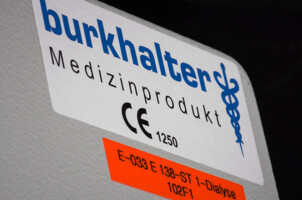 burkhalter
Medizinprodukt
CE 1250
E-033 E 138-ST 1-Dialyse
102F1